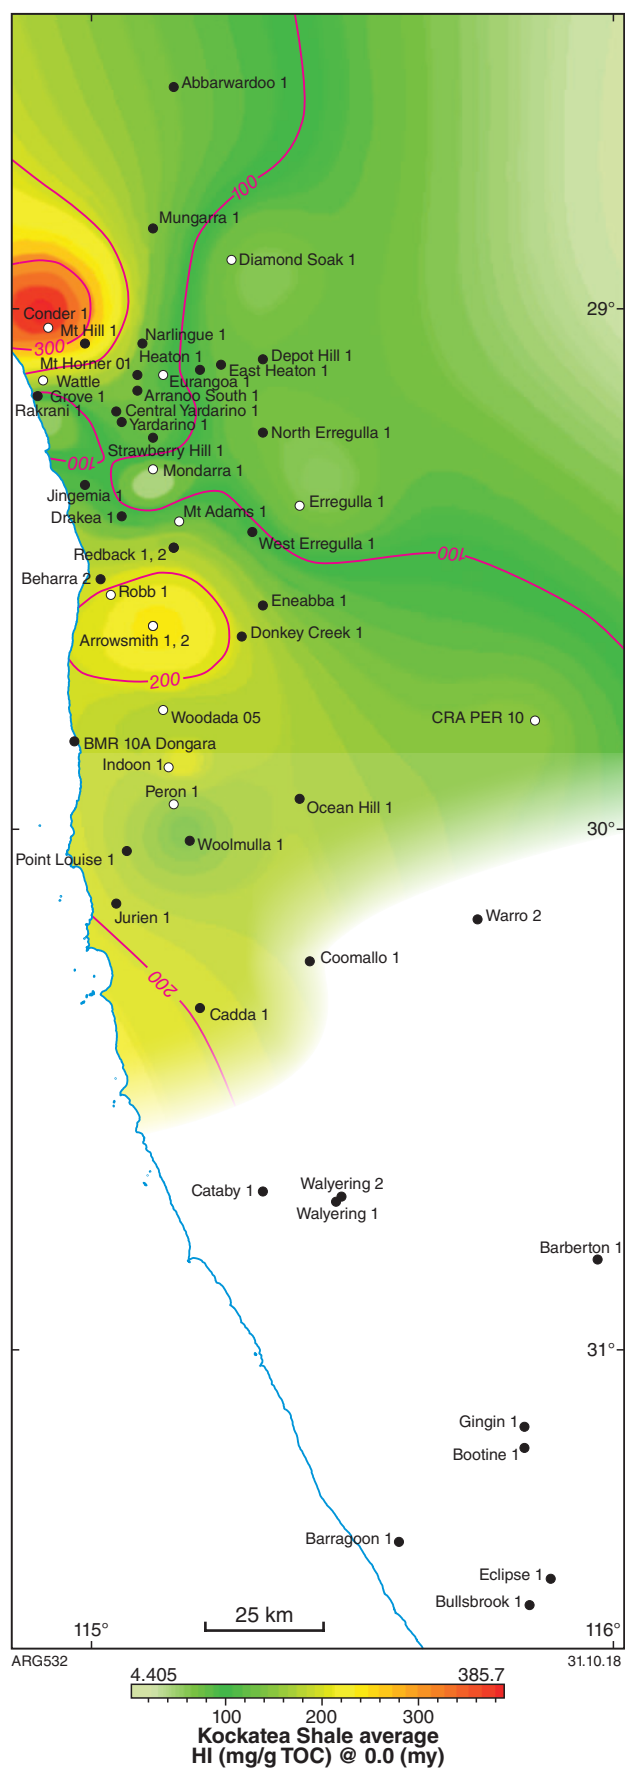 Abbarwardoo 1
100
Mungarra 1
Diamond Soak 1
29°
Conder 1
Mt Hill 1
300
Narlingue 1
Heaton 1
Depot Hill 1
Mt Horner 01
East Heaton 1
Wattle
Grove 1
Eurangoa 1
Arranoo South 1
Rakrani 1
Central Yardarino 1
Yardarino 1
North Erregulla 1
Strawberry Hill 1
100
Mondarra 1
Jingemia 1
Erregulla 1
Drakea 1
Mt Adams 1
West Erregulla 1
100
Redback 1, 2
Beharra 2
Robb 1
Eneabba 1
Arrowsmith 1, 2
Donkey Creek 1
200
Woodada 05
CRA PER 10
BMR 10A Dongara
Indoon 1
Peron 1
Ocean Hill 1
30°
Woolmulla 1
Point Louise 1
Jurien 1
Warro 2
Coomallo 1
200
Cadda 1
Cataby 1
Walyering 2
Walyering 1
Barberton 1
31°
Gingin 1
Bootine 1
Barragoon 1
Eclipse 1
Bullsbrook 1
25 km
115°
116°
ARG532
31.10.18
4.405
385.7
100
200
300
Kockatea Shale average
HI (mg/g TOC) @ 0.0 (my)